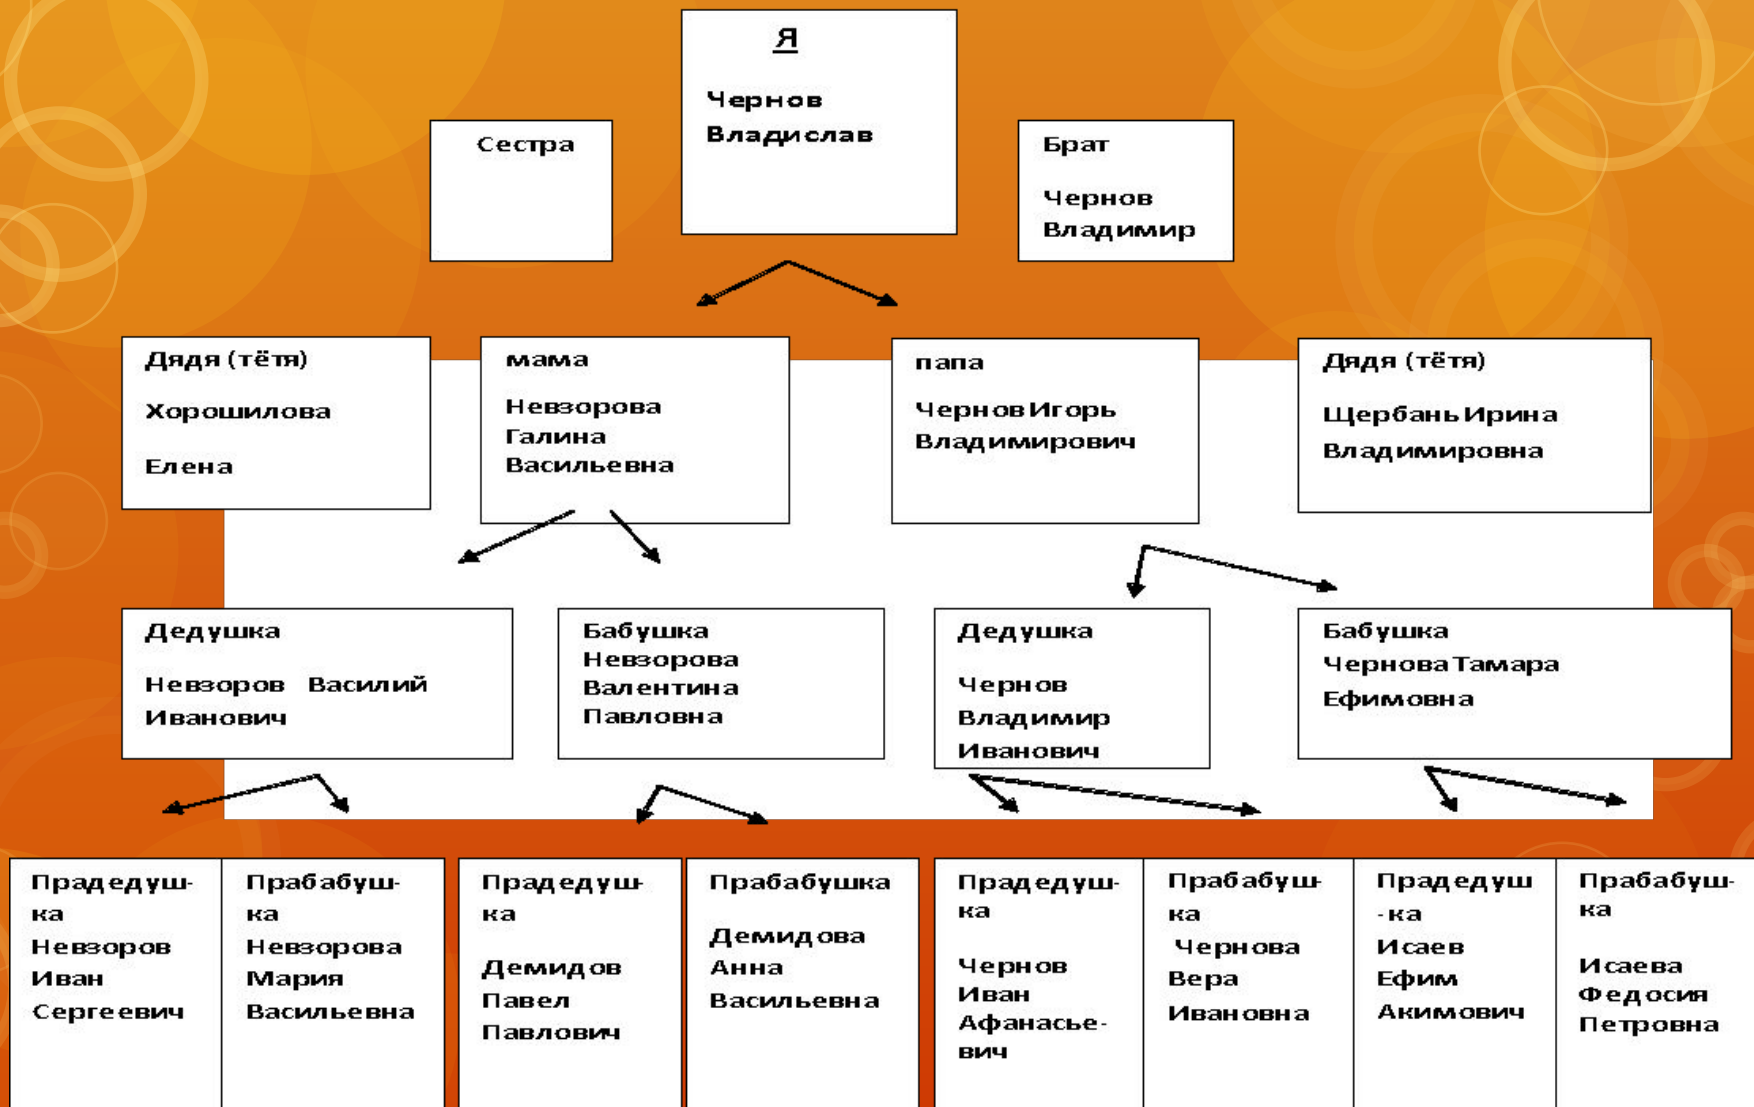 Я
Чернов
Владислав
Сестра
Брат
Чернов
Владимир
Дядя (тётя)
Хорошилова
Елена
мама
Невзорова
Галина
Васильевна
папа
Чернов Игорь
Владимирович
Дядя (тётя)
Щербань Ирина
Владимировна
Дедушка
Невзоров Василий
Иванович
Бабушка
Невзорова
Валентина
Павловна
Дедушка
Чернов
Владимир
Иванович
Бабушка
Чернова Тамара
Ефимовна
Прадедуш-
ка
Невзоров
Иван
Сергеевич
Прабабуш-
ка
Невзорова
Мария
Васильевна
Прадедуш-
ка
Демидов
Павел
Павлович
Прабабушка
Демидова
Анна
Васильевна
Прадедуш-
ка
Чернов
Иван
Афанасье-
вич
Прабабуш-
ка
Чернова
Вера
Ивановна
Прадедуш
-ка
Исаев
Ефим
Акимович
Прабабуш-
ка
Исаева
Федосия
Петровна